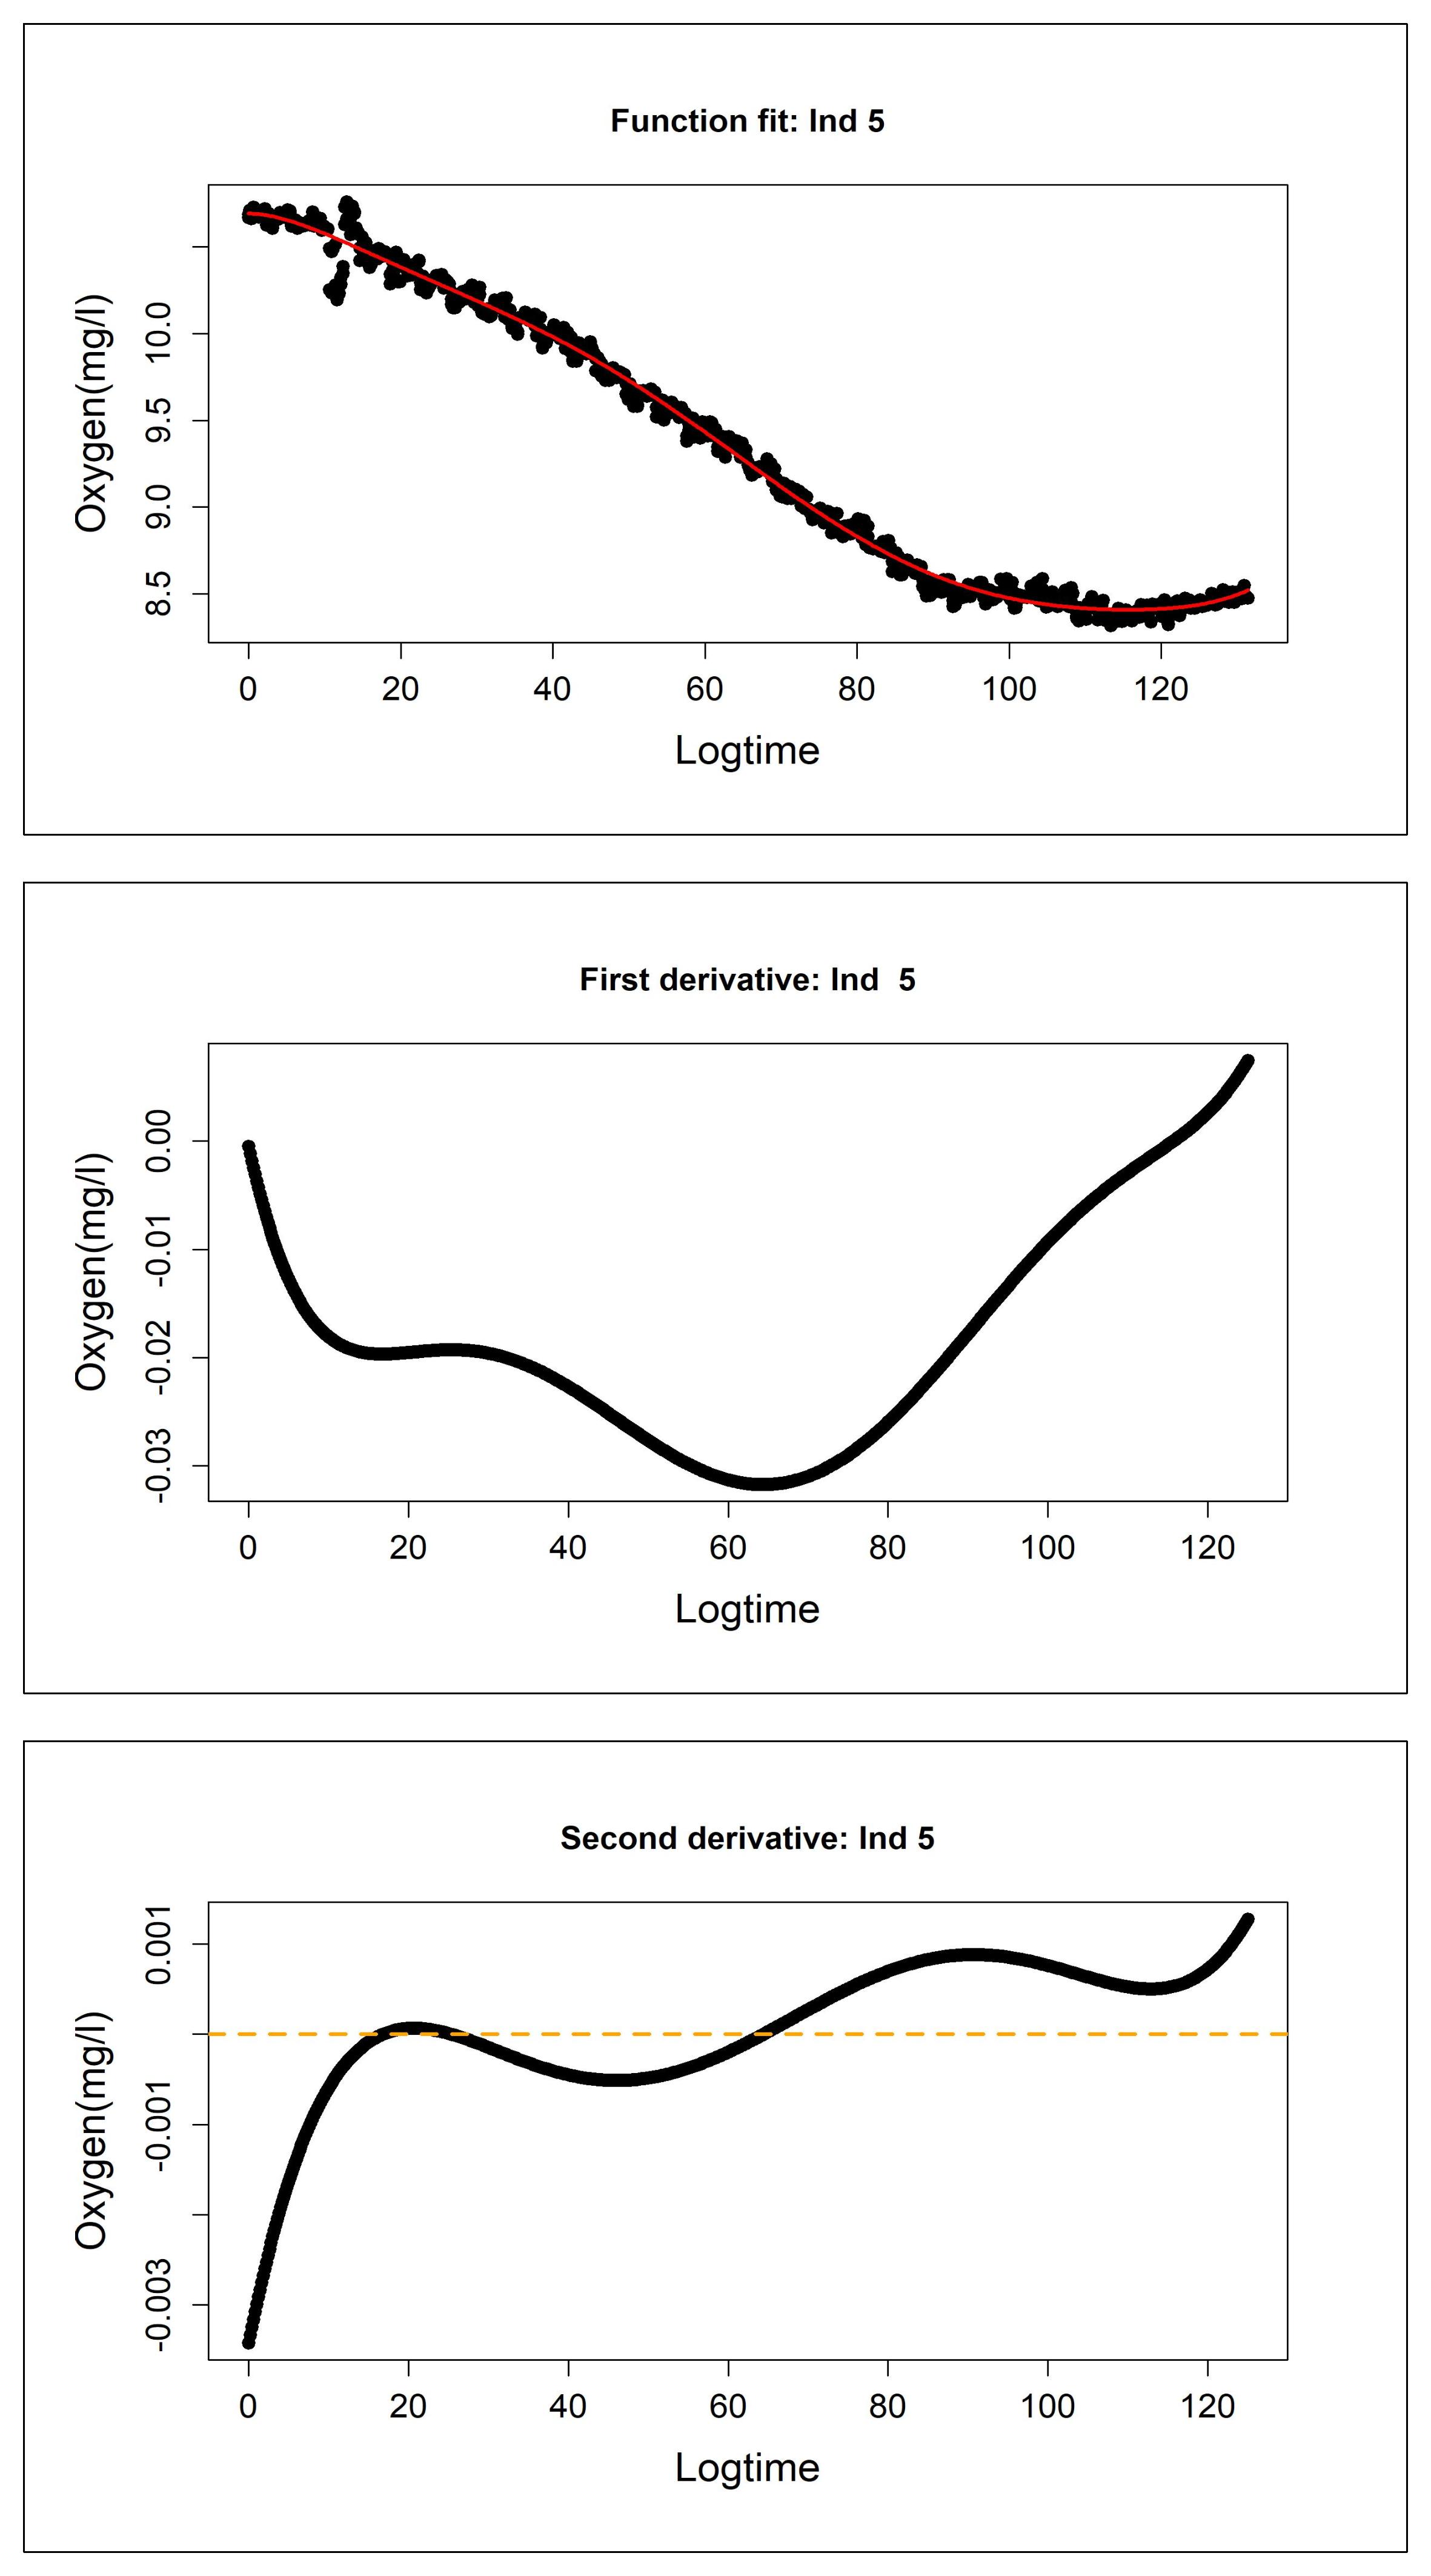 Function fit: Ind 5
Oxygen(mg/l)
10.0
9.5
9.0
8.5
0 20 40 60 80 100 120
Logtime
First derivative: Ind  5
Oxygen(mg/l)
0.00
-0.01
-0.02
-0.03
0 20 40 60 80 100 120
Logtime
Second derivative: Ind 5
Oxygen(mg/l)
0.001
-0.001
-0.003
0 20 40 60 80 100 120
Logtime